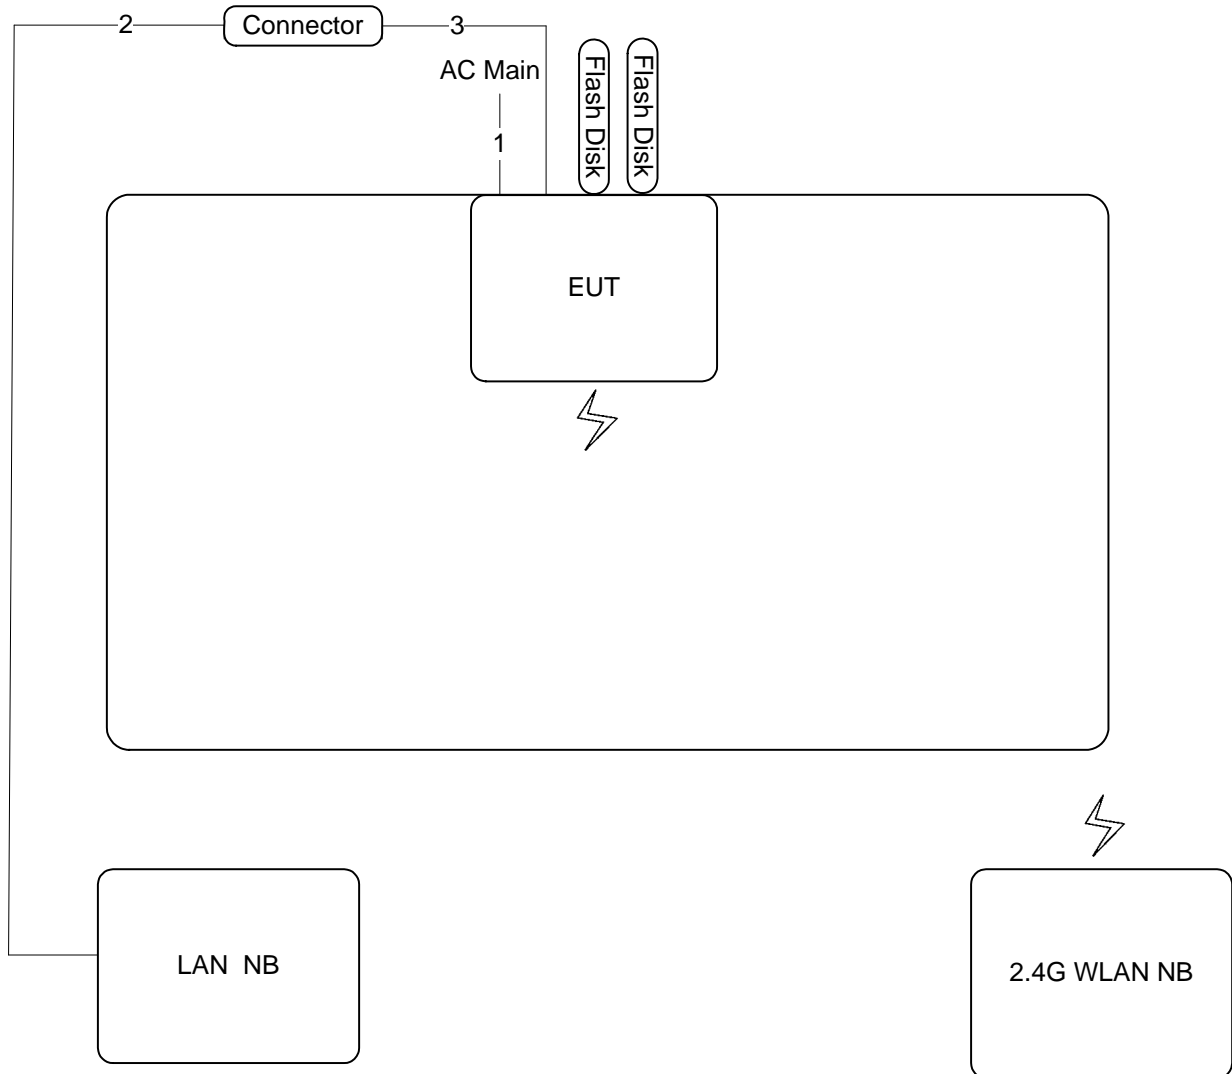 2
Connector
3
AC Main
1
Flash Disk
Flash Disk
EUT
LAN  NB
2.4G WLAN NB